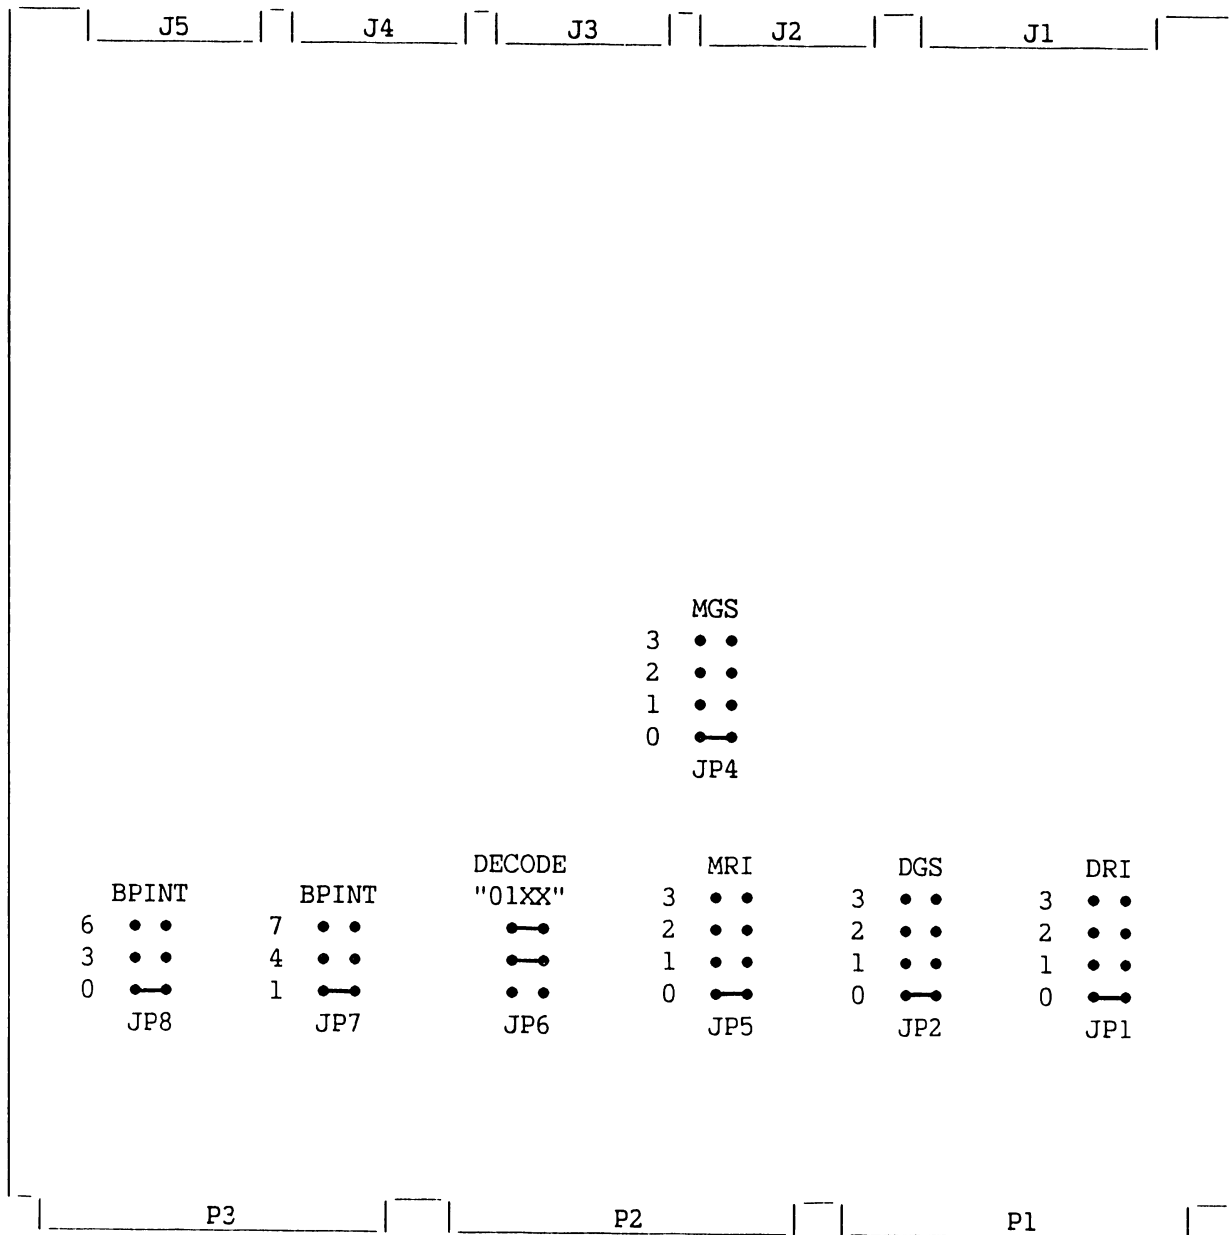 J5 J4 J3 J2 J1
MGS
3
2
1
0
JP4
DECODE MRI DGS DRI
BPINT BPINT "01XX" 3 3 3
6 7 2 2 2
3 4 1 1 1
0 1 0 0 0
JP8 JP7 JP6 JP5 JP2 JP1
P3 P2 P1